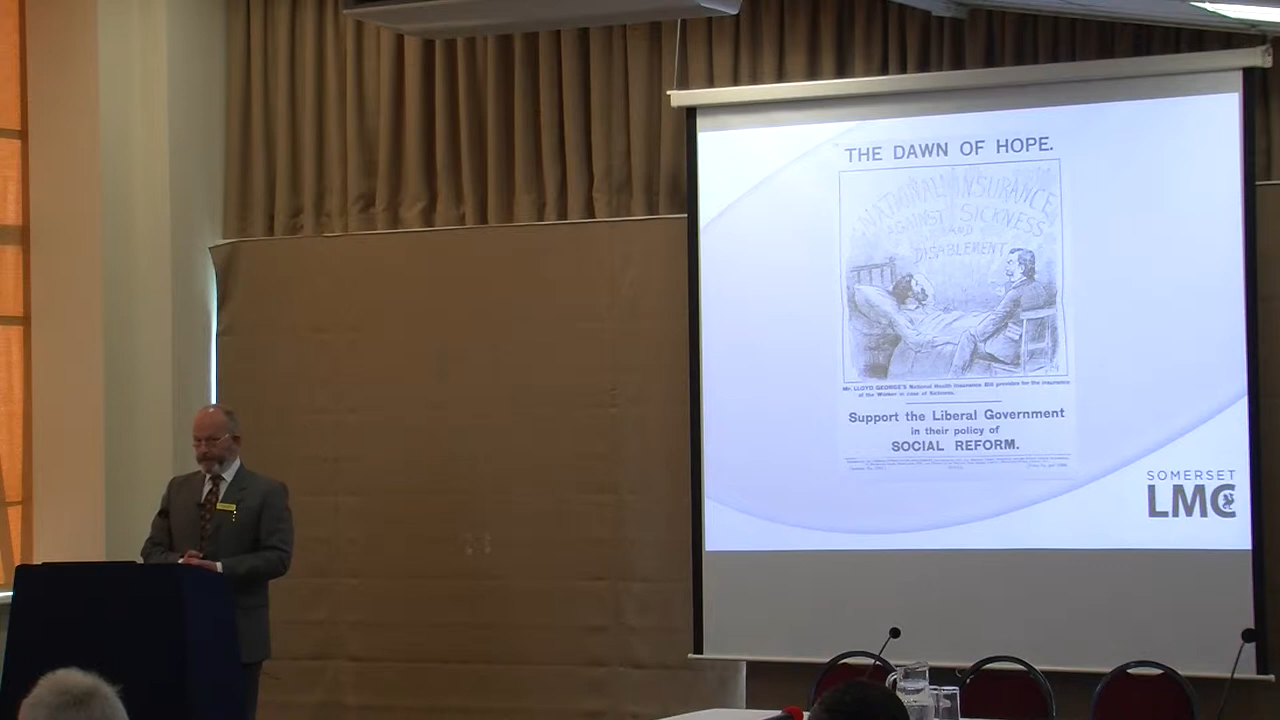 THE DAWN OF HOPE.
NATIONAL INSURANCE
AGAINST SICKNESS
AND
DISABLEMENT
Mr. LLOYD GEORGE'S National Health Insurance Bill provides for the insurance
of the Worker in case of Sickness.
Support the Liberal Government
in their policy of
SOCIAL REFORM.
SOMERSET
LMC